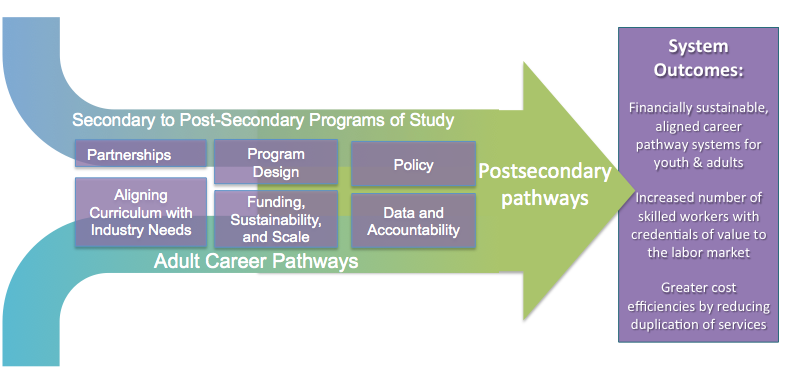 Secondary to Post-Secondary Programs of Study
Partnerships
Program
Design
Policy
Aligning
Curriculum with
Industry Needs
Funding,
Sustainability,
and Scale
Data and
Accountability
Adult Career Pathways
Postsecondary
pathways
System
Outcomes:
Financially sustainable,
aligned career
pathway systems for
youth & adults
Increased number of
skilled workers with
credentials of value to
the labor market
Greater cost
efficiencies by reducing
duplication of services